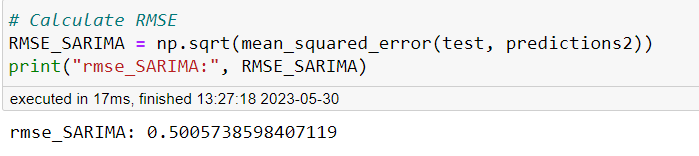 # Calculate RMSE
RMSE_SARIMA = np.sqrt(mean_squared_error(test, predictions2))
print("rmse_SARIMA:", RMSE_SARIMA)
executed in 17ms, finished 13:27:18 2023-05-30
rmse_SARIMA: 0.5005738598407119